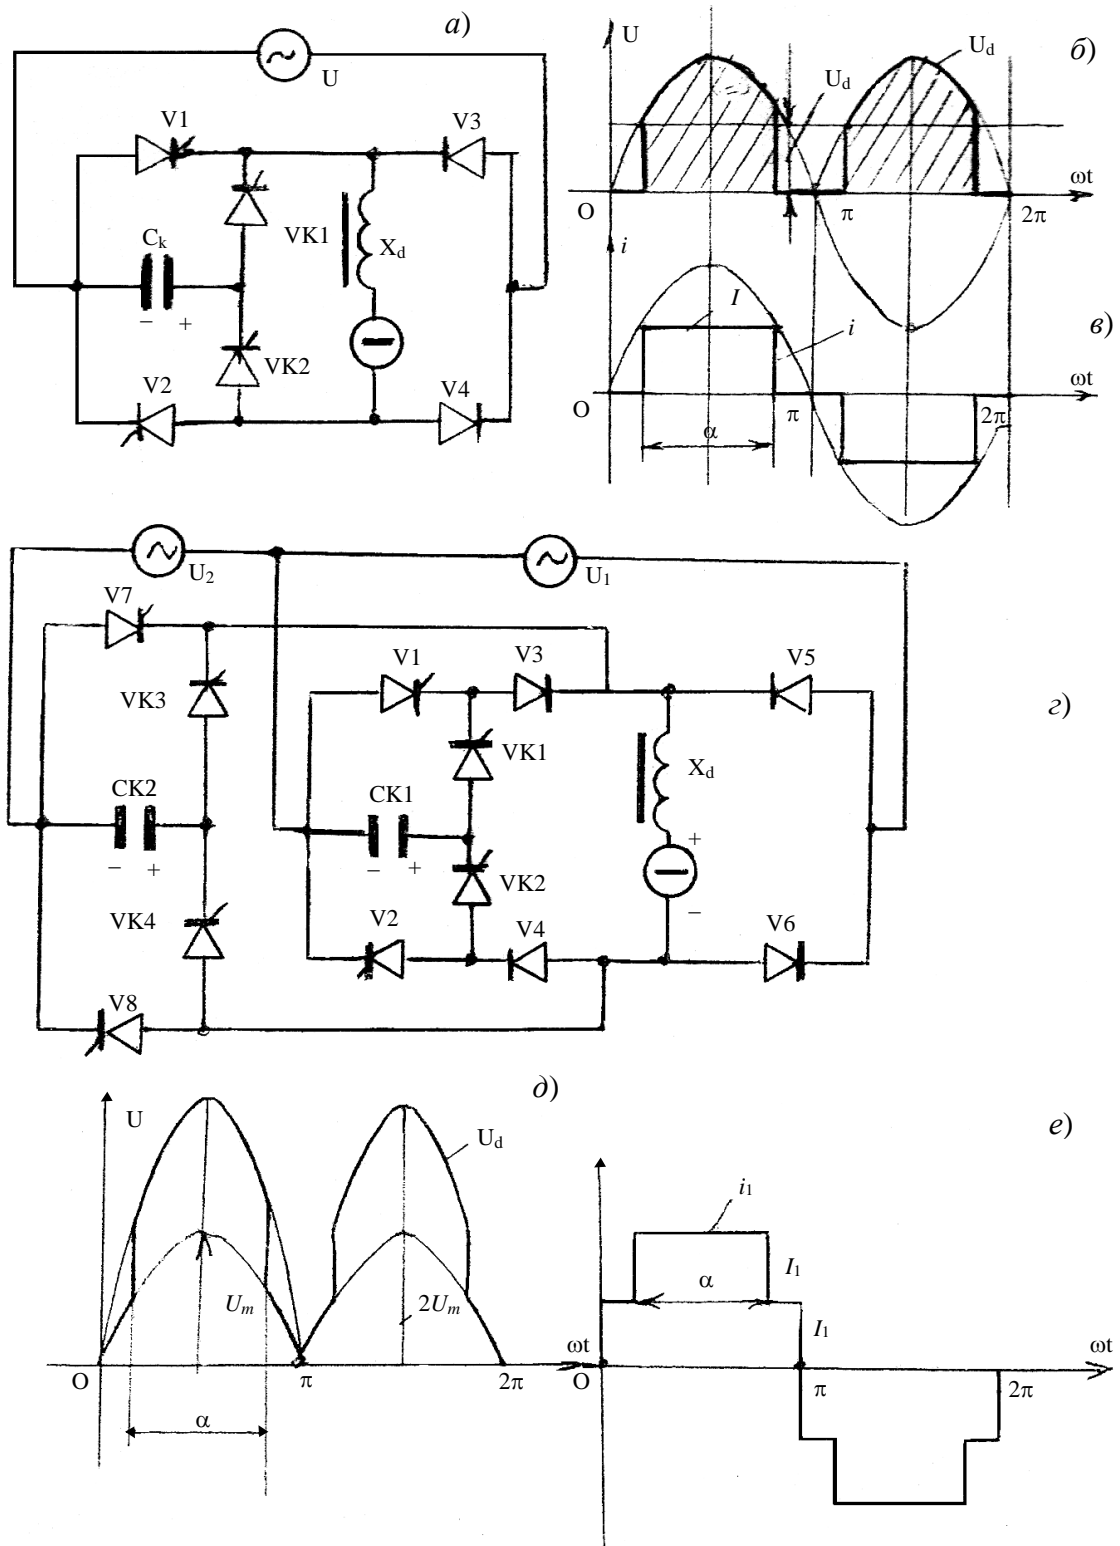 а)
U
V1
V3
VK1
Xd
Ck
– +
VK2
V2
V4
б)
U
Ud
Ud
O
π
2π
ωt
в)
i
I
i
O
π
2π
ωt
α
г)
U2
U1
V7
V1
V3
V5
VK3
VK1
Xd
CK2
CK1
– +
– +
+
–
VK2
VK4
V2
V4
V6
V8
д)
U
Ud
Um
2Um
O
π
2π
ωt
α
е)
i1
I1
α
I1
O
π
2π
ωt